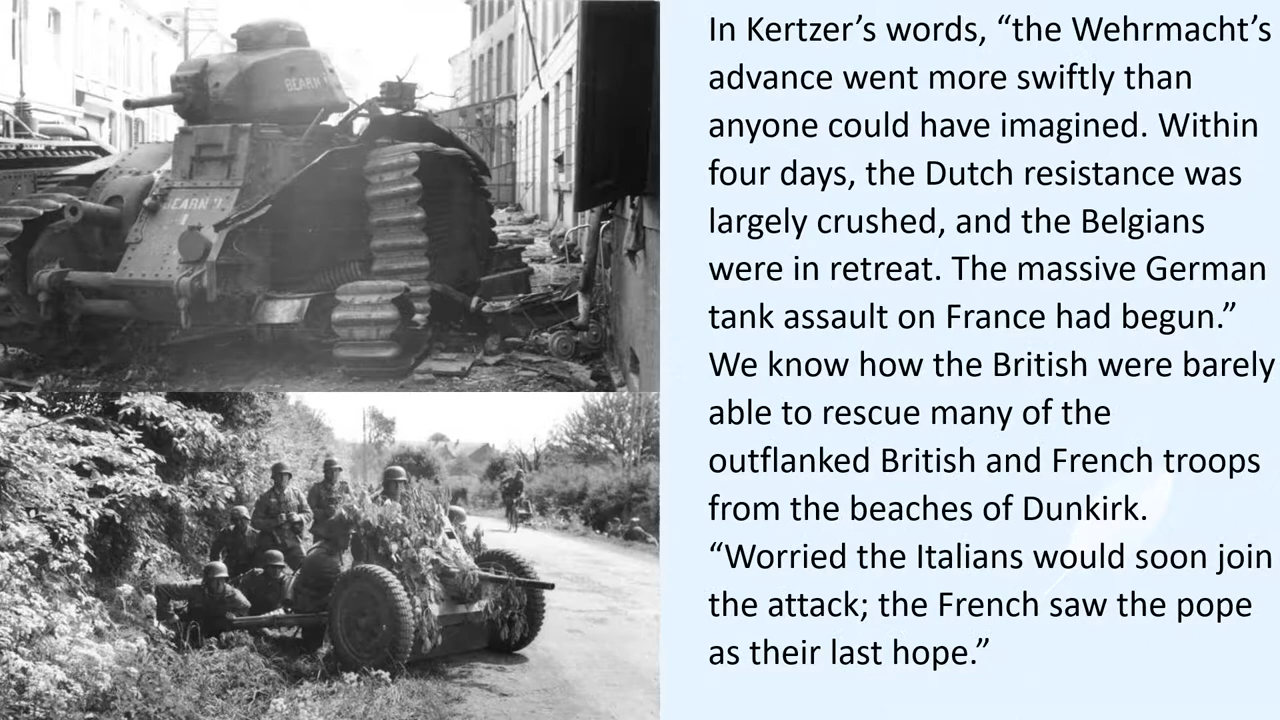 BEARN II
BEARN II
In Kertzer’s words, “the Wehrmacht’s
advance went more swiftly than
anyone could have imagined. Within
four days, the Dutch resistance was
largely crushed, and the Belgians
were in retreat. The massive German
tank assault on France had begun.”
We know how the British were barely
able to rescue many of the
outflanked British and French troops
from the beaches of Dunkirk.
“Worried the Italians would soon join
the attack; the French saw the pope
as their last hope.”